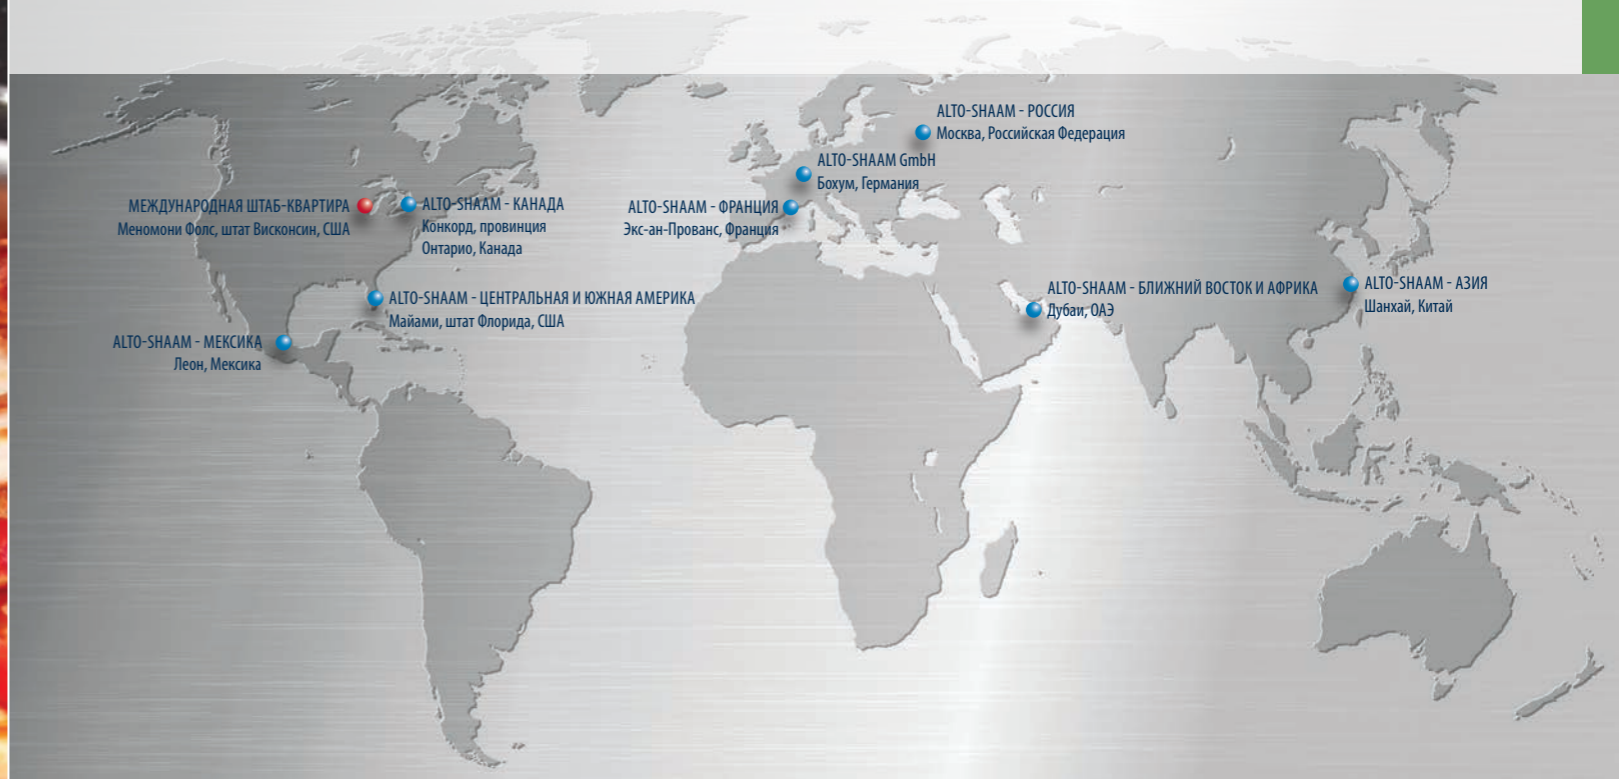 ALTO-SHAAM - РОССИЯ
Москва, Российская Федерация
ALTO-SHAAM GmbH
Бохум, Германия
МЕЖДУНАРОДНАЯ ШТАБ-КВАРТИРА
Меномони Фолс, штат Висконсин, США
ALTO-SHAAM - КАНАДА
Конкорд, провинция
Онтарио, Канада
ALTO-SHAAM - ФРАНЦИЯ
Экс-ан-Прованс, Франция
ALTO-SHAAM - ЦЕНТРАЛЬНАЯ И ЮЖНАЯ АМЕРИКА
Майами, штат Флорида, США
ALTO-SHAAM - БЛИЖНИЙ ВОСТОК И АФРИКА
Дубаи, ОАЭ
ALTO-SHAAM - АЗИЯ
Шанхай, Китай
ALTO-SHAAM - МЕКСИКА
Леон, Мексика